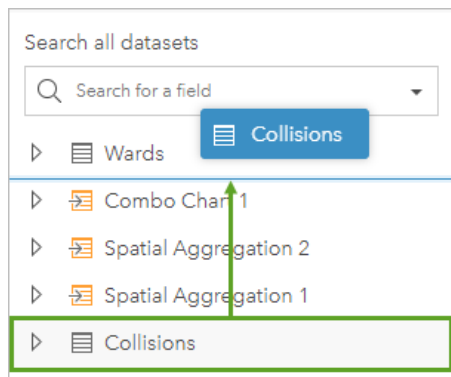 Search all datasets
Search for a field
Collisions
Wards
Combo Chart 1
Spatial Aggregation 2
Spatial Aggregation 1
Collisions